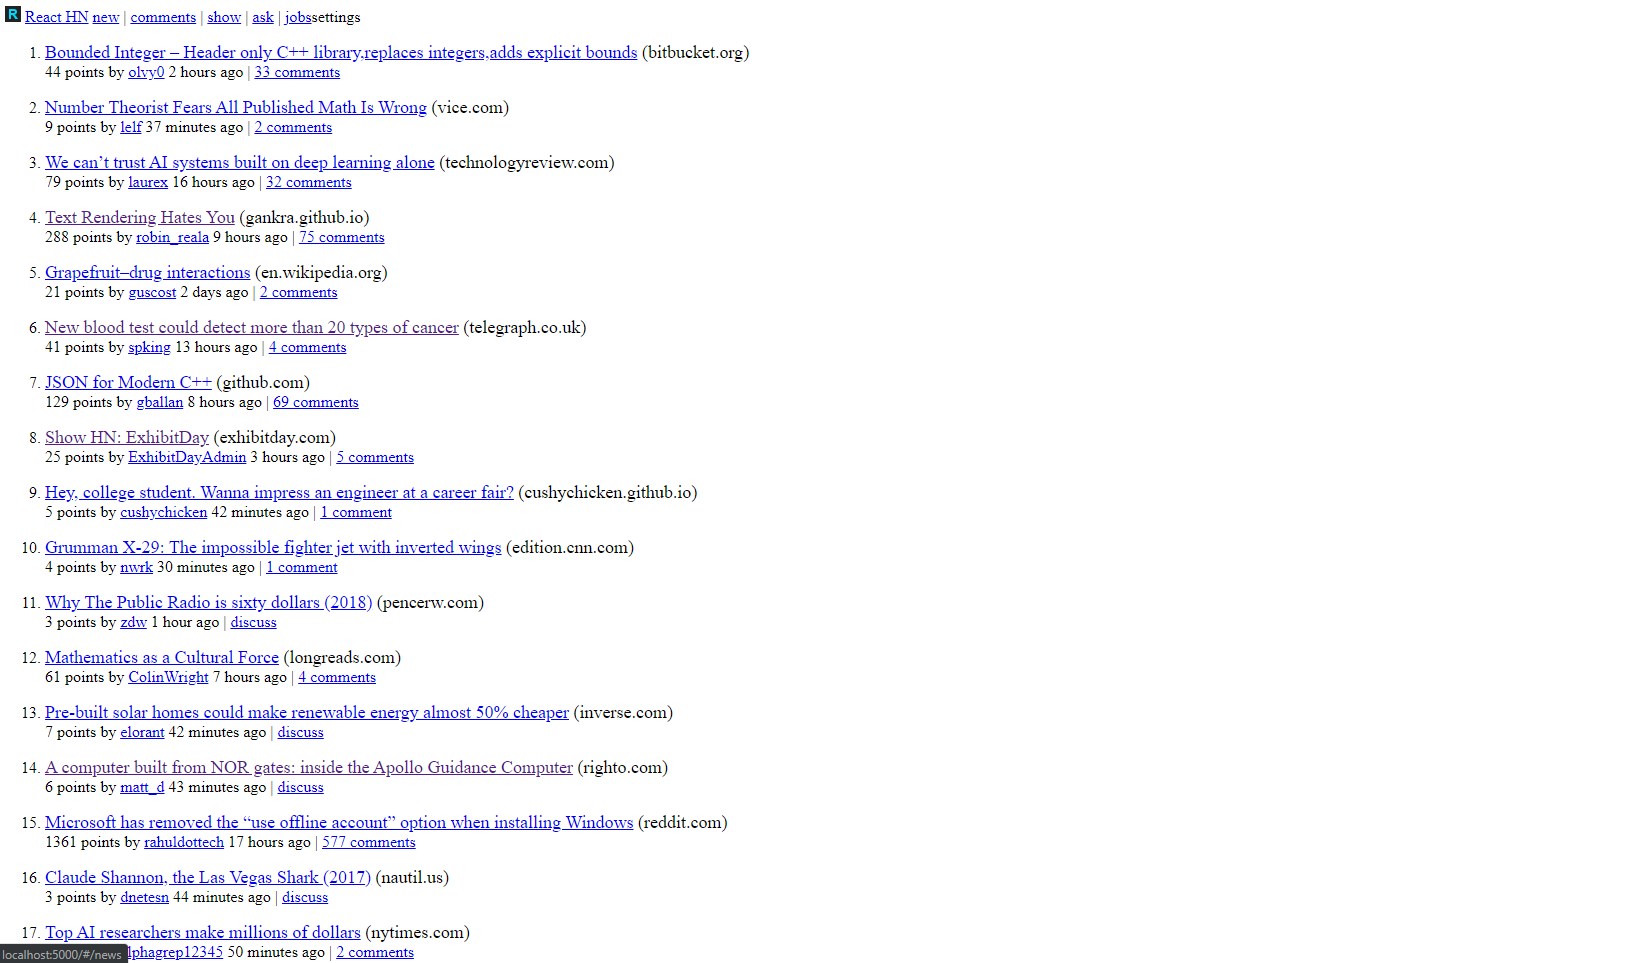 R React HN new | comments | show | ask | jobssettings
1. Bounded Integer – Header only C++ library,replaces integers,adds explicit bounds (bitbucket.org)
44 points by olvy0 2 hours ago | 33 comments
2. Number Theorist Fears All Published Math Is Wrong (vice.com)
9 points by lelf 37 minutes ago | 2 comments
3. We can’t trust AI systems built on deep learning alone (technologyreview.com)
79 points by laurex 16 hours ago | 32 comments
4. Text Rendering Hates You (gankra.github.io)
288 points by robin_reala 9 hours ago | 75 comments
5. Grapefruit–drug interactions (en.wikipedia.org)
21 points by guscost 2 days ago | 2 comments
6. New blood test could detect more than 20 types of cancer (telegraph.co.uk)
41 points by spking 13 hours ago | 4 comments
7. JSON for Modern C++ (github.com)
129 points by gballan 8 hours ago | 69 comments
8. Show HN: ExhibitDay (exhibitday.com)
25 points by ExhibitDayAdmin 3 hours ago | 5 comments
9. Hey, college student. Wanna impress an engineer at a career fair? (cushychicken.github.io)
5 points by cushychicken 42 minutes ago | 1 comment
10. Grumman X-29: The impossible fighter jet with inverted wings (edition.cnn.com)
4 points by nwrk 30 minutes ago | 1 comment
11. Why The Public Radio is sixty dollars (2018) (pencerw.com)
3 points by zdw 1 hour ago | discuss
12. Mathematics as a Cultural Force (longreads.com)
61 points by ColinWright 7 hours ago | 4 comments
13. Pre-built solar homes could make renewable energy almost 50% cheaper (inverse.com)
7 points by elorant 42 minutes ago | discuss
14. A computer built from NOR gates: inside the Apollo Guidance Computer (righto.com)
6 points by matt_d 43 minutes ago | discuss
15. Microsoft has removed the “use offline account” option when installing Windows (reddit.com)
1361 points by rahuldottech 17 hours ago | 577 comments
16. Claude Shannon, the Las Vegas Shark (2017) (nautil.us)
3 points by dnetesn 44 minutes ago | discuss
17. Top AI researchers make millions of dollars (nytimes.com)
localhost:5000/#/news lphagrep12345 50 minutes ago | 2 comments